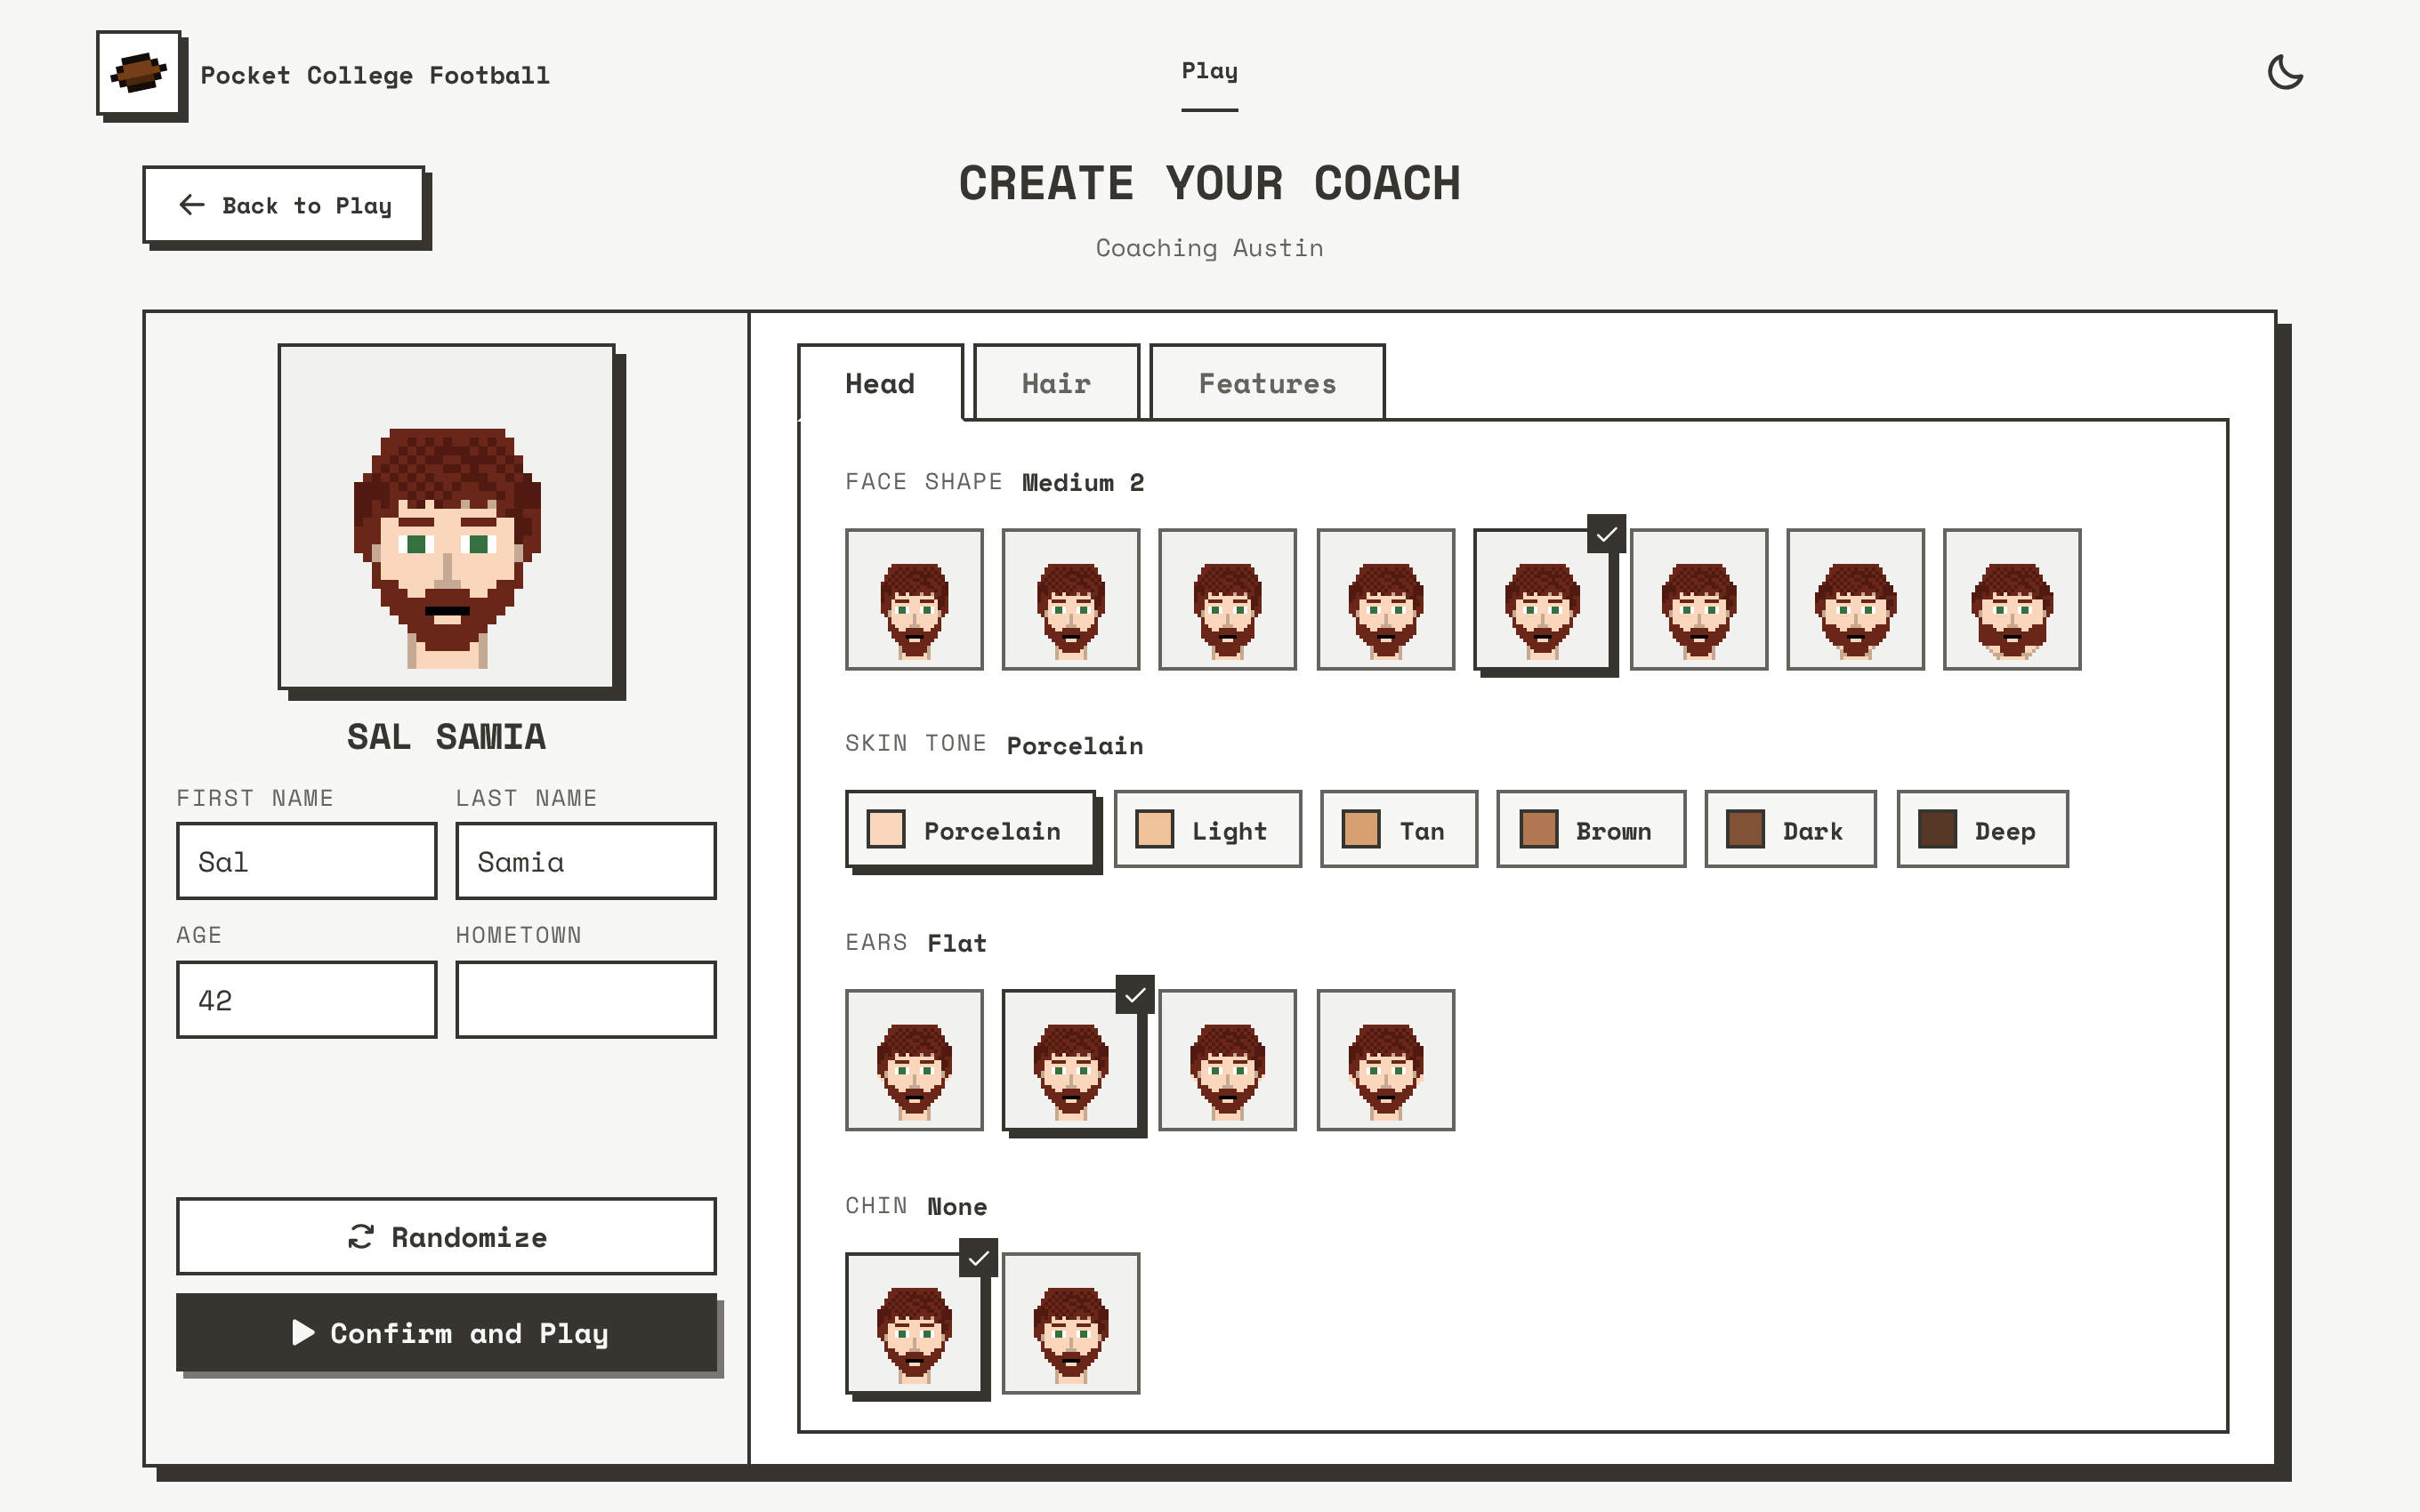 Pocket College Football
Play
Back to Play
CREATE YOUR COACH
Coaching Austin
SAL SAMIA
FIRST NAME
LAST NAME
Sal
Samia
AGE
HOMETOWN
42
Randomize
Confirm and Play
Head
Hair
Features
FACE SHAPE Medium 2
SKIN TONE Porcelain
Porcelain
Light
Tan
Brown
Dark
Deep
EARS Flat
CHIN None